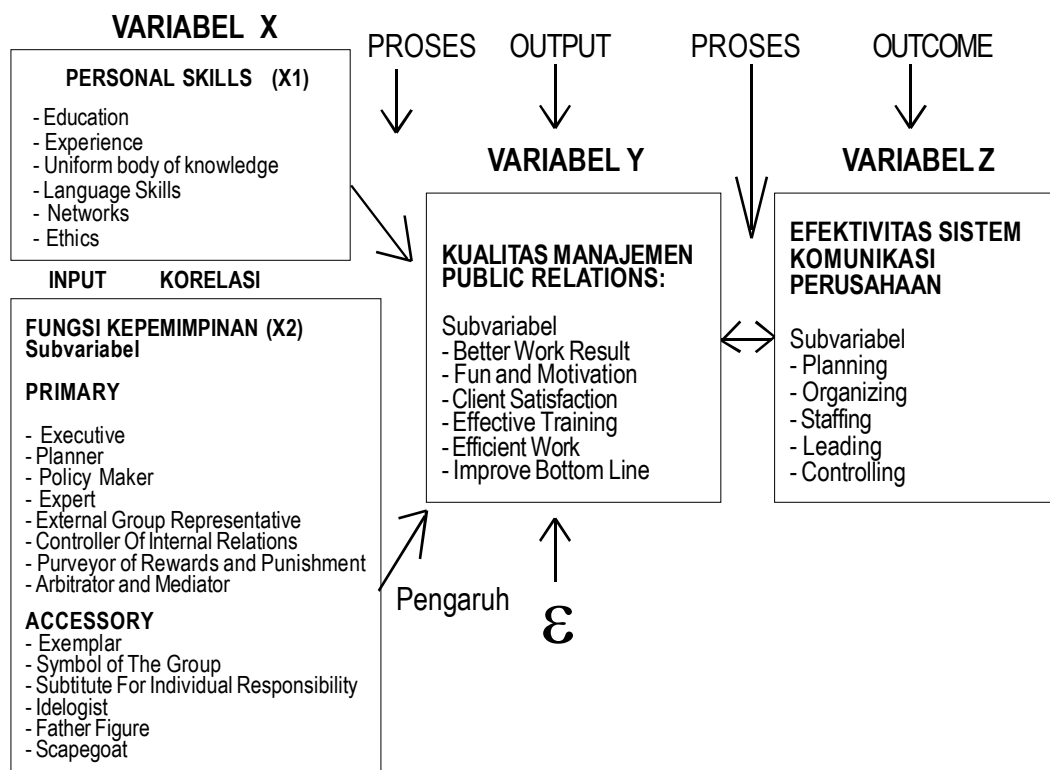 VARIABEL X
PROSES
OUTPUT
PROSES
OUTCOME
PERSONAL SKILLS (X1)
- Education
- Experience
- Uniform body of knowledge
- Language Skills
- Networks
- Ethics
INPUT KORELASI
FUNGSI KEPEMIMPINAN (X2)
Subvariabel
PRIMARY
- Executive
- Planner
- Policy Maker
- Expert
- External Group Representative
- Controller Of Internal Relations
- Purveyor of Rewards and Punishment
- Arbitrator and Mediator
ACCESSORY
- Exemplar
- Symbol of The Group
- Subtitute For Individual Responsibility
- Idelogist
- Father Figure
- Scapegoat
Pengaruh
VARIABEL Y
KUALITAS MANAJEMEN
PUBLIC RELATIONS:
Subvariabel
- Better Work Result
- Fun and Motivation
- Client Satisfaction
- Effective Training
- Efficient Work
- Improve Bottom Line
ε
VARIABEL Z
EFEKTIVITAS SISTEM
KOMUNIKASI
PERUSAHAAN
Subvariabel
- Planning
- Organizing
- Staffing
- Leading
- Controlling